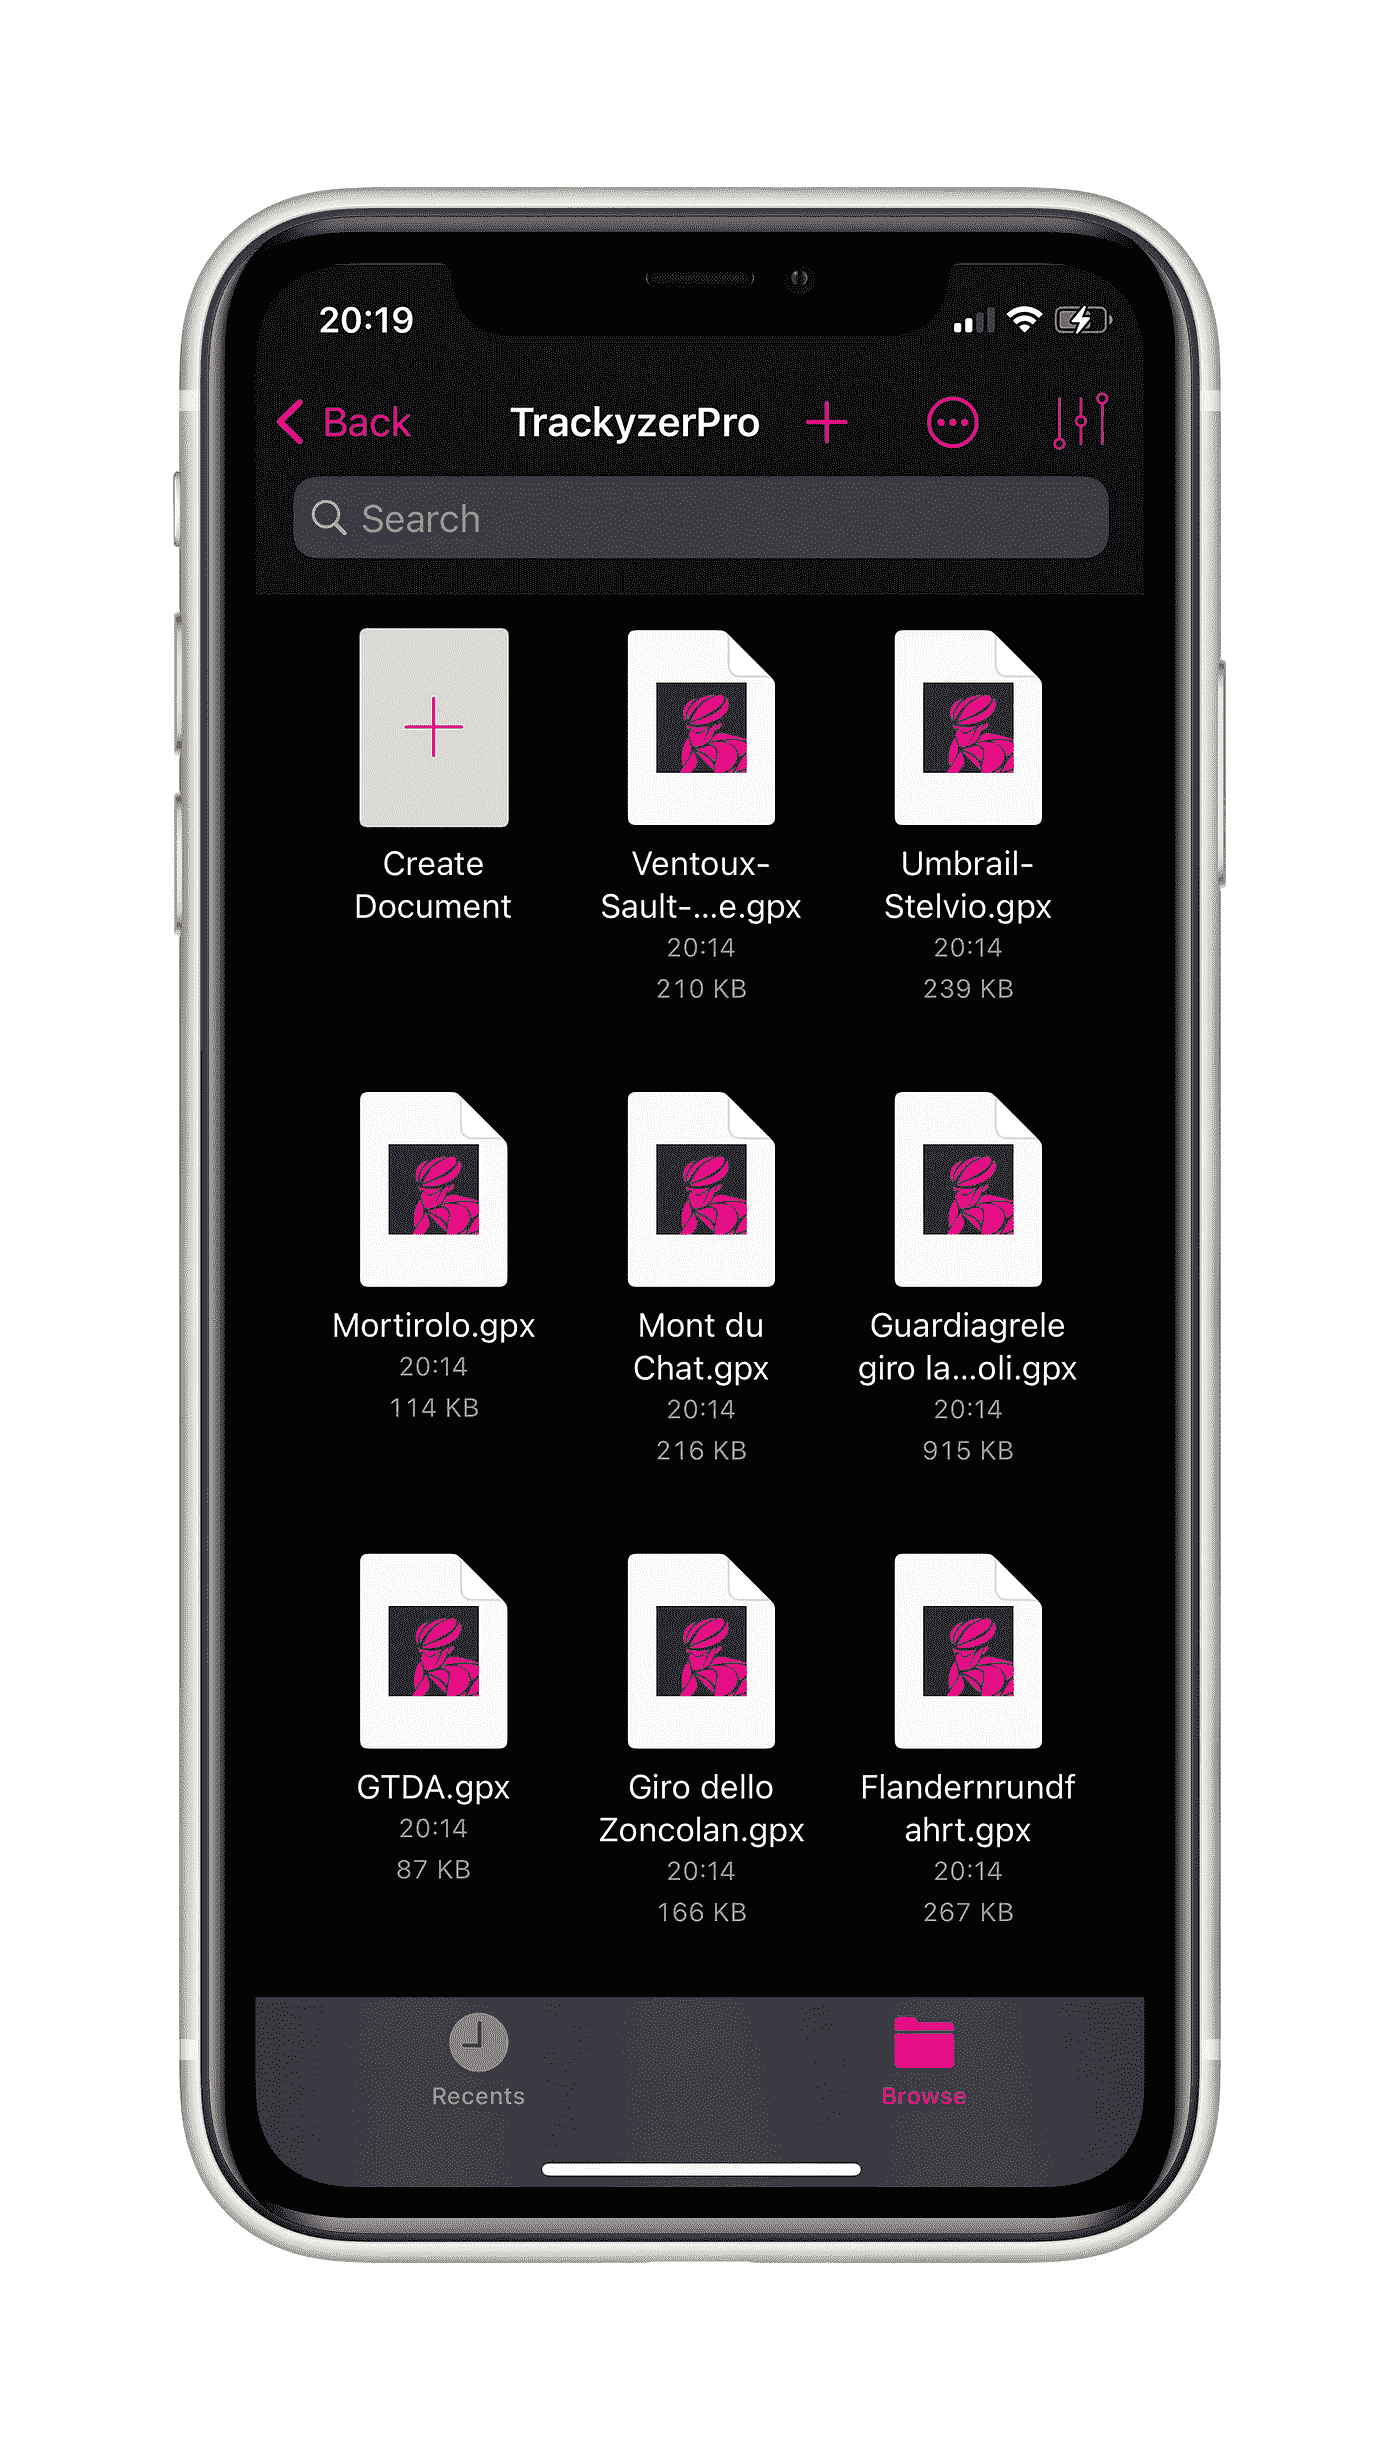 20:19
Back
TrackyzerPro
Search
Create
Document
Ventoux-
Sault-...e.gpx
20:14
210 KB
Umbrail-
Stelvio.gpx
20:14
239 KB
Mortirolo.gpx
20:14
114 KB
Mont du
Chat.gpx
20:14
216 KB
Guardiagrele
giro la...oli.gpx
20:14
915 KB
GTDA.gpx
20:14
87 KB
Giro dello
Zoncolan.gpx
20:14
166 KB
Flandernrundf
ahrt.gpx
20:14
267 KB
Recents
Browse